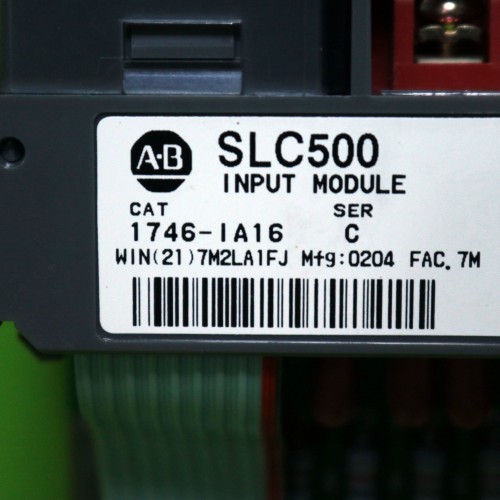 A-B
SLC500
INPUT MODULE
CAT SER
1746-IA16 C
WIN(21)7M2LA1FJ Mfg:0204 FAC. 7M